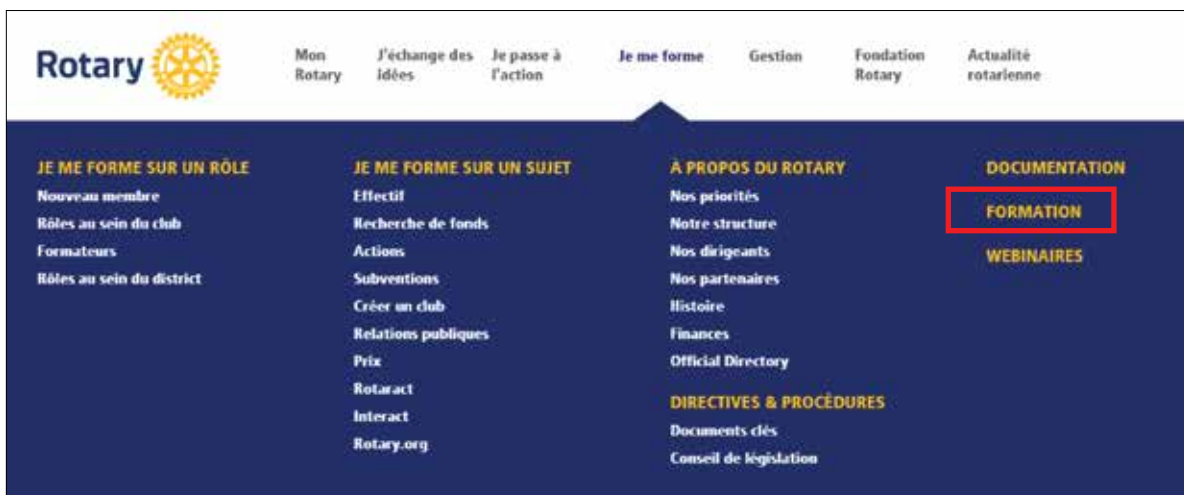 Rotary
Mon
Rotary
J'échange des
idées
Je passe à
l'action
Je me forme
Gestion
Fondation
Rotary
Actualité
rotarienne
JE ME FORME SUR UN RÔLE
Nouveau membre
Rôles au sein du club
Formateurs
Rôles au sein du district
JE ME FORME SUR UN SUJET
Effectif
Recherche de fonds
Actions
Subventions
Créer un club
Relations publiques
Prix
Rotaract
Interact
Rotary.org
À PROPOS DU ROTARY
Nos priorités
Notre structure
Nos dirigeants
Nos partenaires
Histoire
Finances
Official Directory
DIRECTIVES & PROCÉDURES
Documents clés
Conseil de législation
DOCUMENTATION
FORMATION
WEBINAIRES